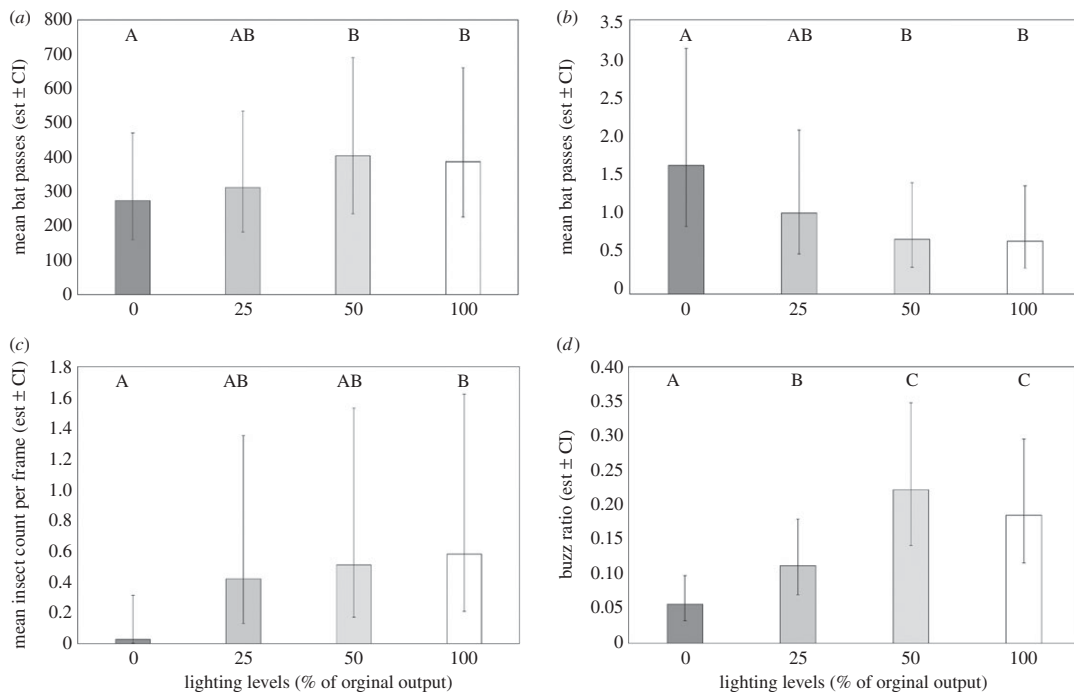 (a)
mean bat passes (est ± CI)
800
700
600
500
400
300
200
100
0
A AB B B
0 25 50 100
(b)
mean bat passes (est ± CI)
3.5
3.0
2.5
2.0
1.5
1.0
0.5
0
A AB B B
0 25 50 100
(c)
mean insect count per frame (est ± CI)
1.8
1.6
1.4
1.2
1.0
0.8
0.6
0.4
0.2
0
A AB AB B
0 25 50 100
lighting levels (% of orginal output)
(d)
buzz ratio (est ± CI)
0.40
0.35
0.30
0.25
0.20
0.15
0.10
0.05
0
A B C C
0 25 50 100
lighting levels (% of orginal output)